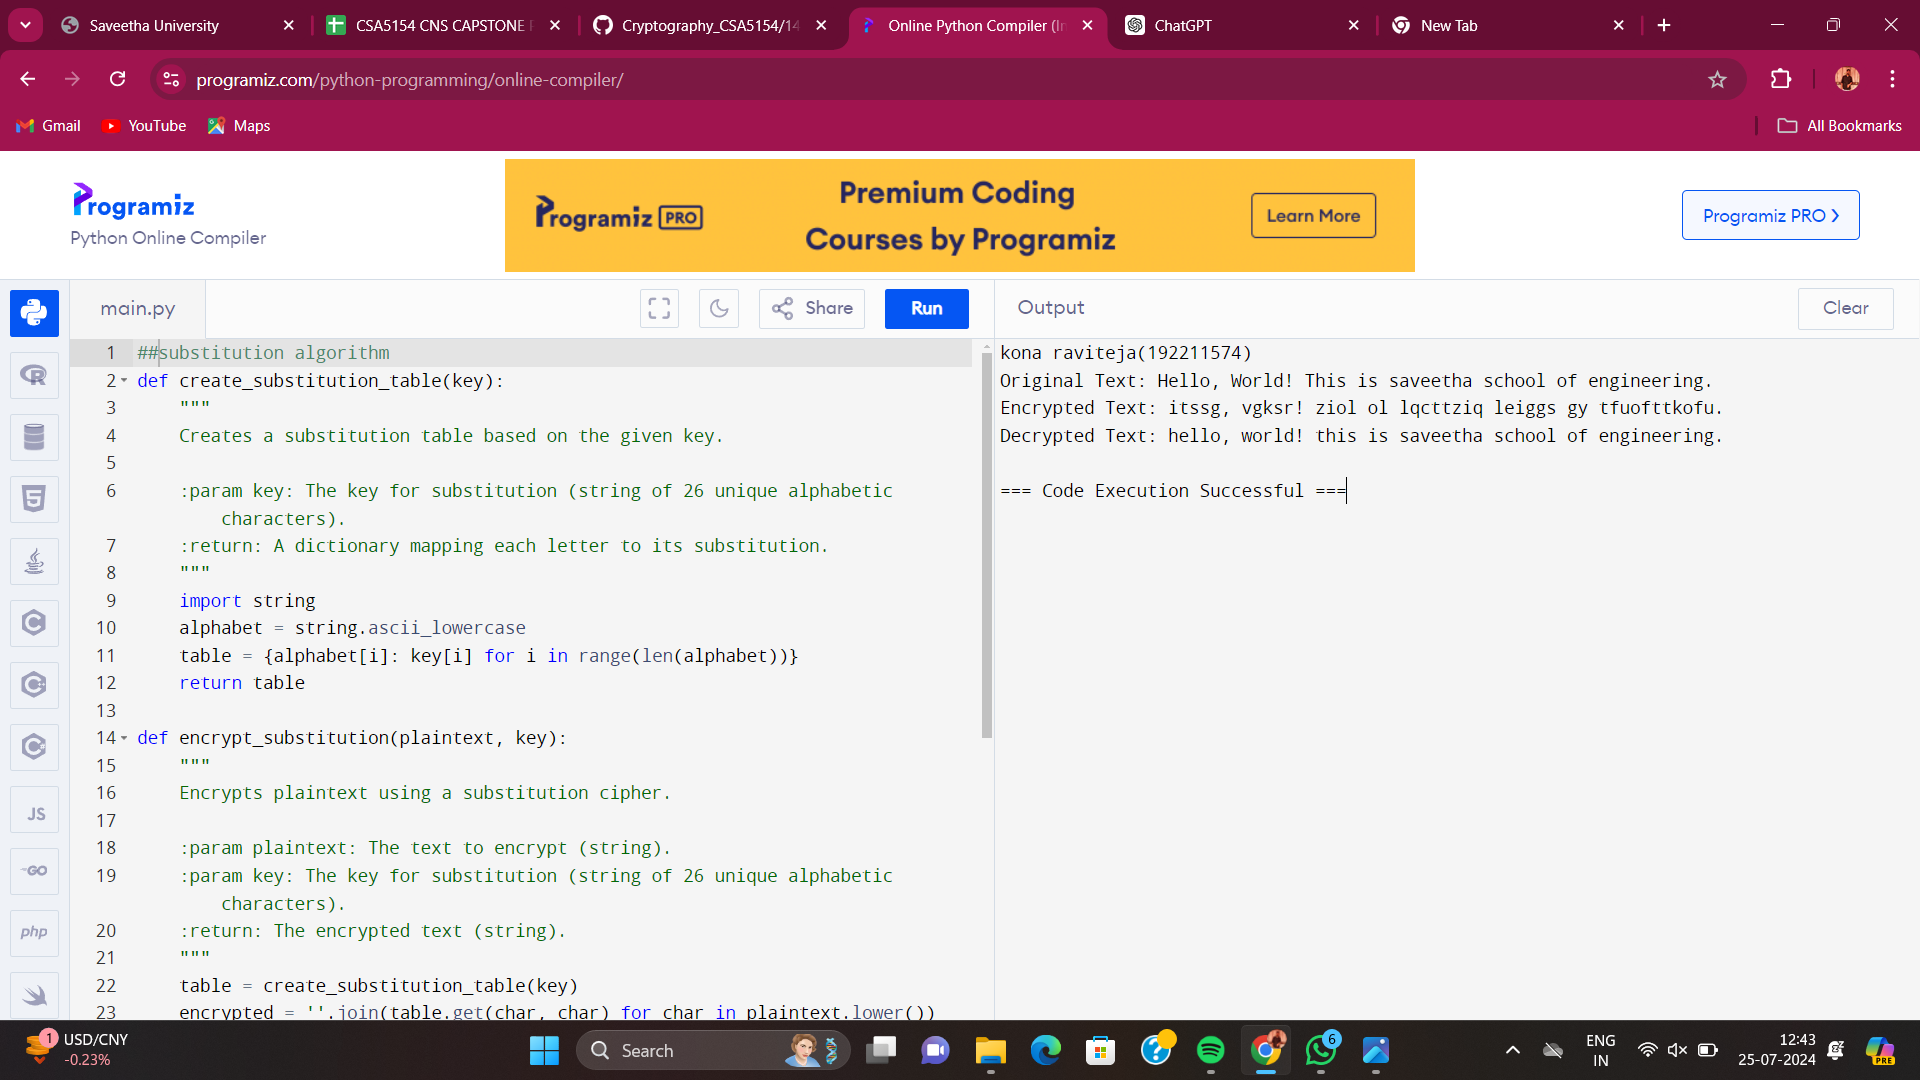 Saveetha University
CSA5154 CNS CAPSTONE
Cryptography_CSA5154/14
Online Python Compiler (In
ChatGPT
New Tab
programiz.com/python-programming/online-compiler/
Gmail
YouTube
Maps
All Bookmarks
Programiz
Python Online Compiler
Programiz PRO
Premium Coding
Courses by Programiz
Learn More
Programiz PRO
main.py
Share
Run
Output
Clear
1 ##substitution algorithm
2 def create_substitution_table(key):
3 """
4 Creates a substitution table based on the given key.
5
6 :param key: The key for substitution (string of 26 unique alphabetic
characters).
7 :return: A dictionary mapping each letter to its substitution.
8 """
9 import string
10 alphabet = string.ascii_lowercase
11 table = {alphabet[i]: key[i] for i in range(len(alphabet))}
12 return table
13
14 def encrypt_substitution(plaintext, key):
15 """
16 Encrypts plaintext using a substitution cipher.
17
18 :param plaintext: The text to encrypt (string).
19 :param key: The key for substitution (string of 26 unique alphabetic
characters).
20 :return: The encrypted text (string).
21 """
22 table = create_substitution_table(key)
23 encrypted = ''.join(table.get(char, char) for char in plaintext.lower())
kona raviteja(192211574)
Original Text: Hello, World! This is saveetha school of engineering.
Encrypted Text: itssg, vgksr! ziol ol lqcttziq leiggs gy tfuofttkofu.
Decrypted Text: hello, world! this is saveetha school of engineering.
=== Code Execution Successful ===
JS
GO
php
1
USD/CNY
-0.23%
Search
6
ENG
IN
12:43
25-07-2024
PRE